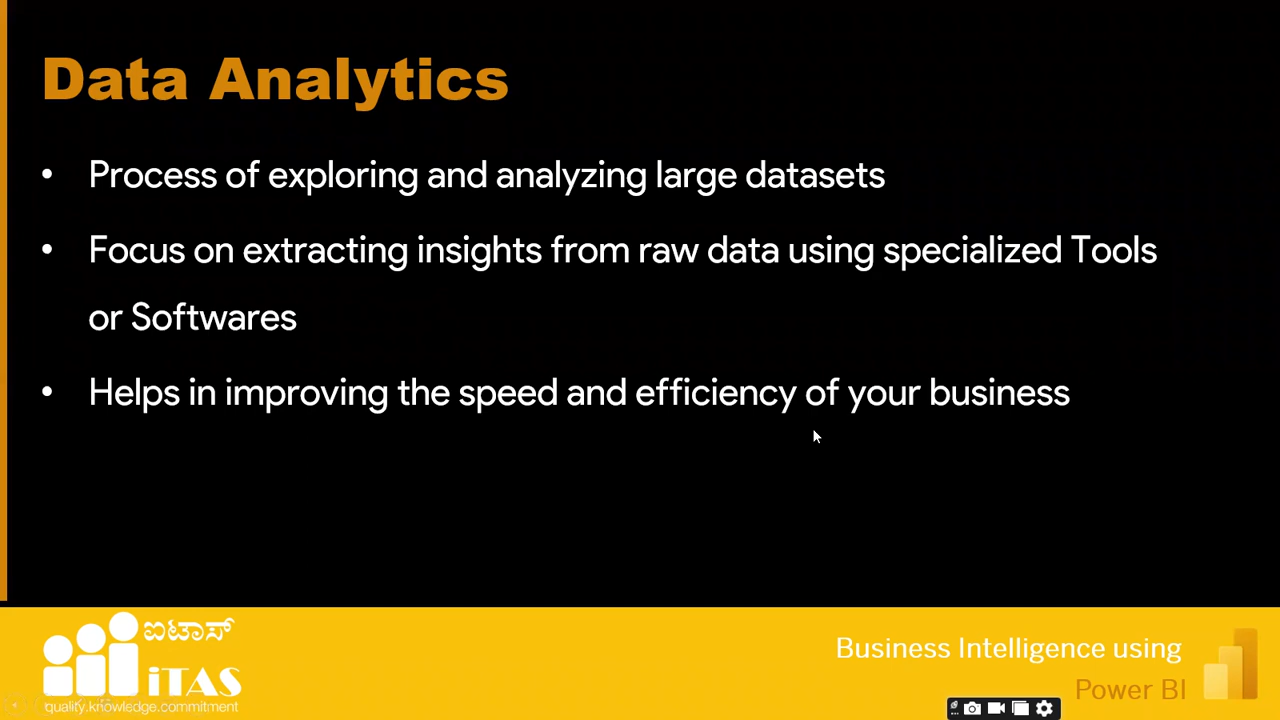 Data Analytics
• Process of exploring and analyzing large datasets
• Focus on extracting insights from raw data using specialized Tools
or Softwares
• Helps in improving the speed and efficiency of your business
ಐಟಾಸ್
iTAS
quality.knowledge.commitment
Business Intelligence using
Power BI